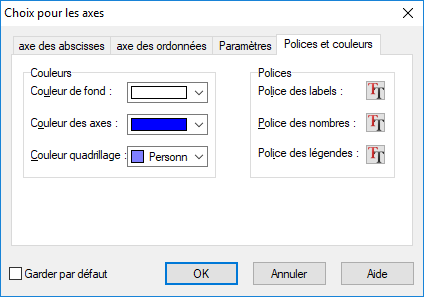 Choix pour les axes
axe des abscisses axe des ordonnées Paramètres Polices et couleurs
Couleurs
Couleur de fond :
Couleur des axes :
Couleur quadrillage : Personn
Polices
Police des labels :
Police des nombres :
Police des légendes :
Garder par défaut OK Annuler Aide